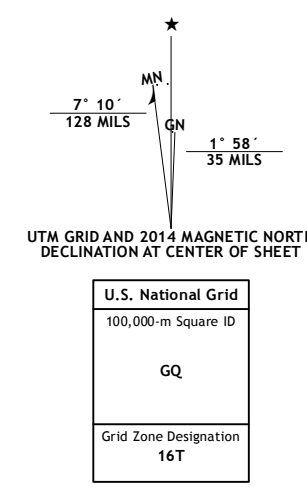 ★
MN
GN
7° 10´
128 MILS
1° 58´
35 MILS
UTM GRID AND 2014 MAGNETIC NORT
DECLINATION AT CENTER OF SHEET
U.S. National Grid
100,000-m Square ID
GQ
Grid Zone Designation
16T